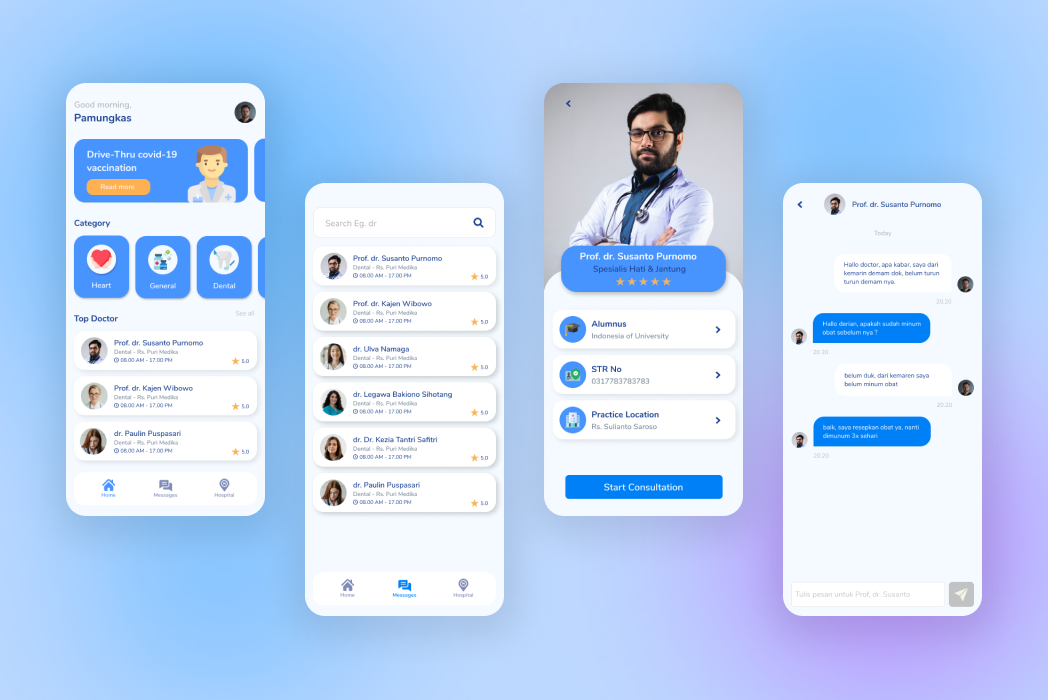 Good morning,
Pamungkas
Drive-Thru covid-19
vaccination
Read more
Category
Heart
General
Dental
Top Doctor
See all
Prof. dr. Susanto Purnomo
Dental - Rs. Puri Medika
08.00 AM - 17.00 PM
5.0
Prof. dr. Kajen Wibowo
Dental - Rs. Puri Medika
08.00 AM - 17.00 PM
5.0
dr. Paulin Puspasari
Dental - Rs. Puri Medika
08.00 AM - 17.00 PM
5.0
Home
Messages
Hospital
Search Eg. dr
Prof. dr. Susanto Purnomo
Dental - Rs. Puri Medika
08.00 AM - 17.00 PM
5.0
Prof. dr. Kajen Wibowo
Dental - Rs. Puri Medika
08.00 AM - 17.00 PM
5.0
dr. Ulva Namaga
Dental - Rs. Puri Medika
08.00 AM - 17.00 PM
5.0
dr. Legawa Bakiono Sihotang
Dental - Rs. Puri Medika
08.00 AM - 17.00 PM
5.0
dr. Dr. Kezia Tantri Safitri
Dental - Rs. Puri Medika
08.00 AM - 17.00 PM
5.0
dr. Paulin Puspasari
Dental - Rs. Puri Medika
08.00 AM - 17.00 PM
5.0
Home
Messages
Hospital
Prof. dr. Susanto Purnomo
Spesialis Hati & Jantung
Alumnus
Indonesia of University
STR No
0317783783783
Practice Location
Rs. Sulianto Saroso
Start Consultation
Prof. dr. Susanto Purnomo
Today
Hallo doctor, apa kabar, saya dari
kemarin demam dok, belum turun
turun demam nya.
20.20
Hallo derian, apakah sudah minum
obat sebelum nya ?
20.20
belum duk, dari kemaren saya
belum minum obat
20.20
baik, saya resepkan obat ya, nanti
dimunum 3x sehari
20.20
Tulis pesan untuk Prof. dr. Susanto